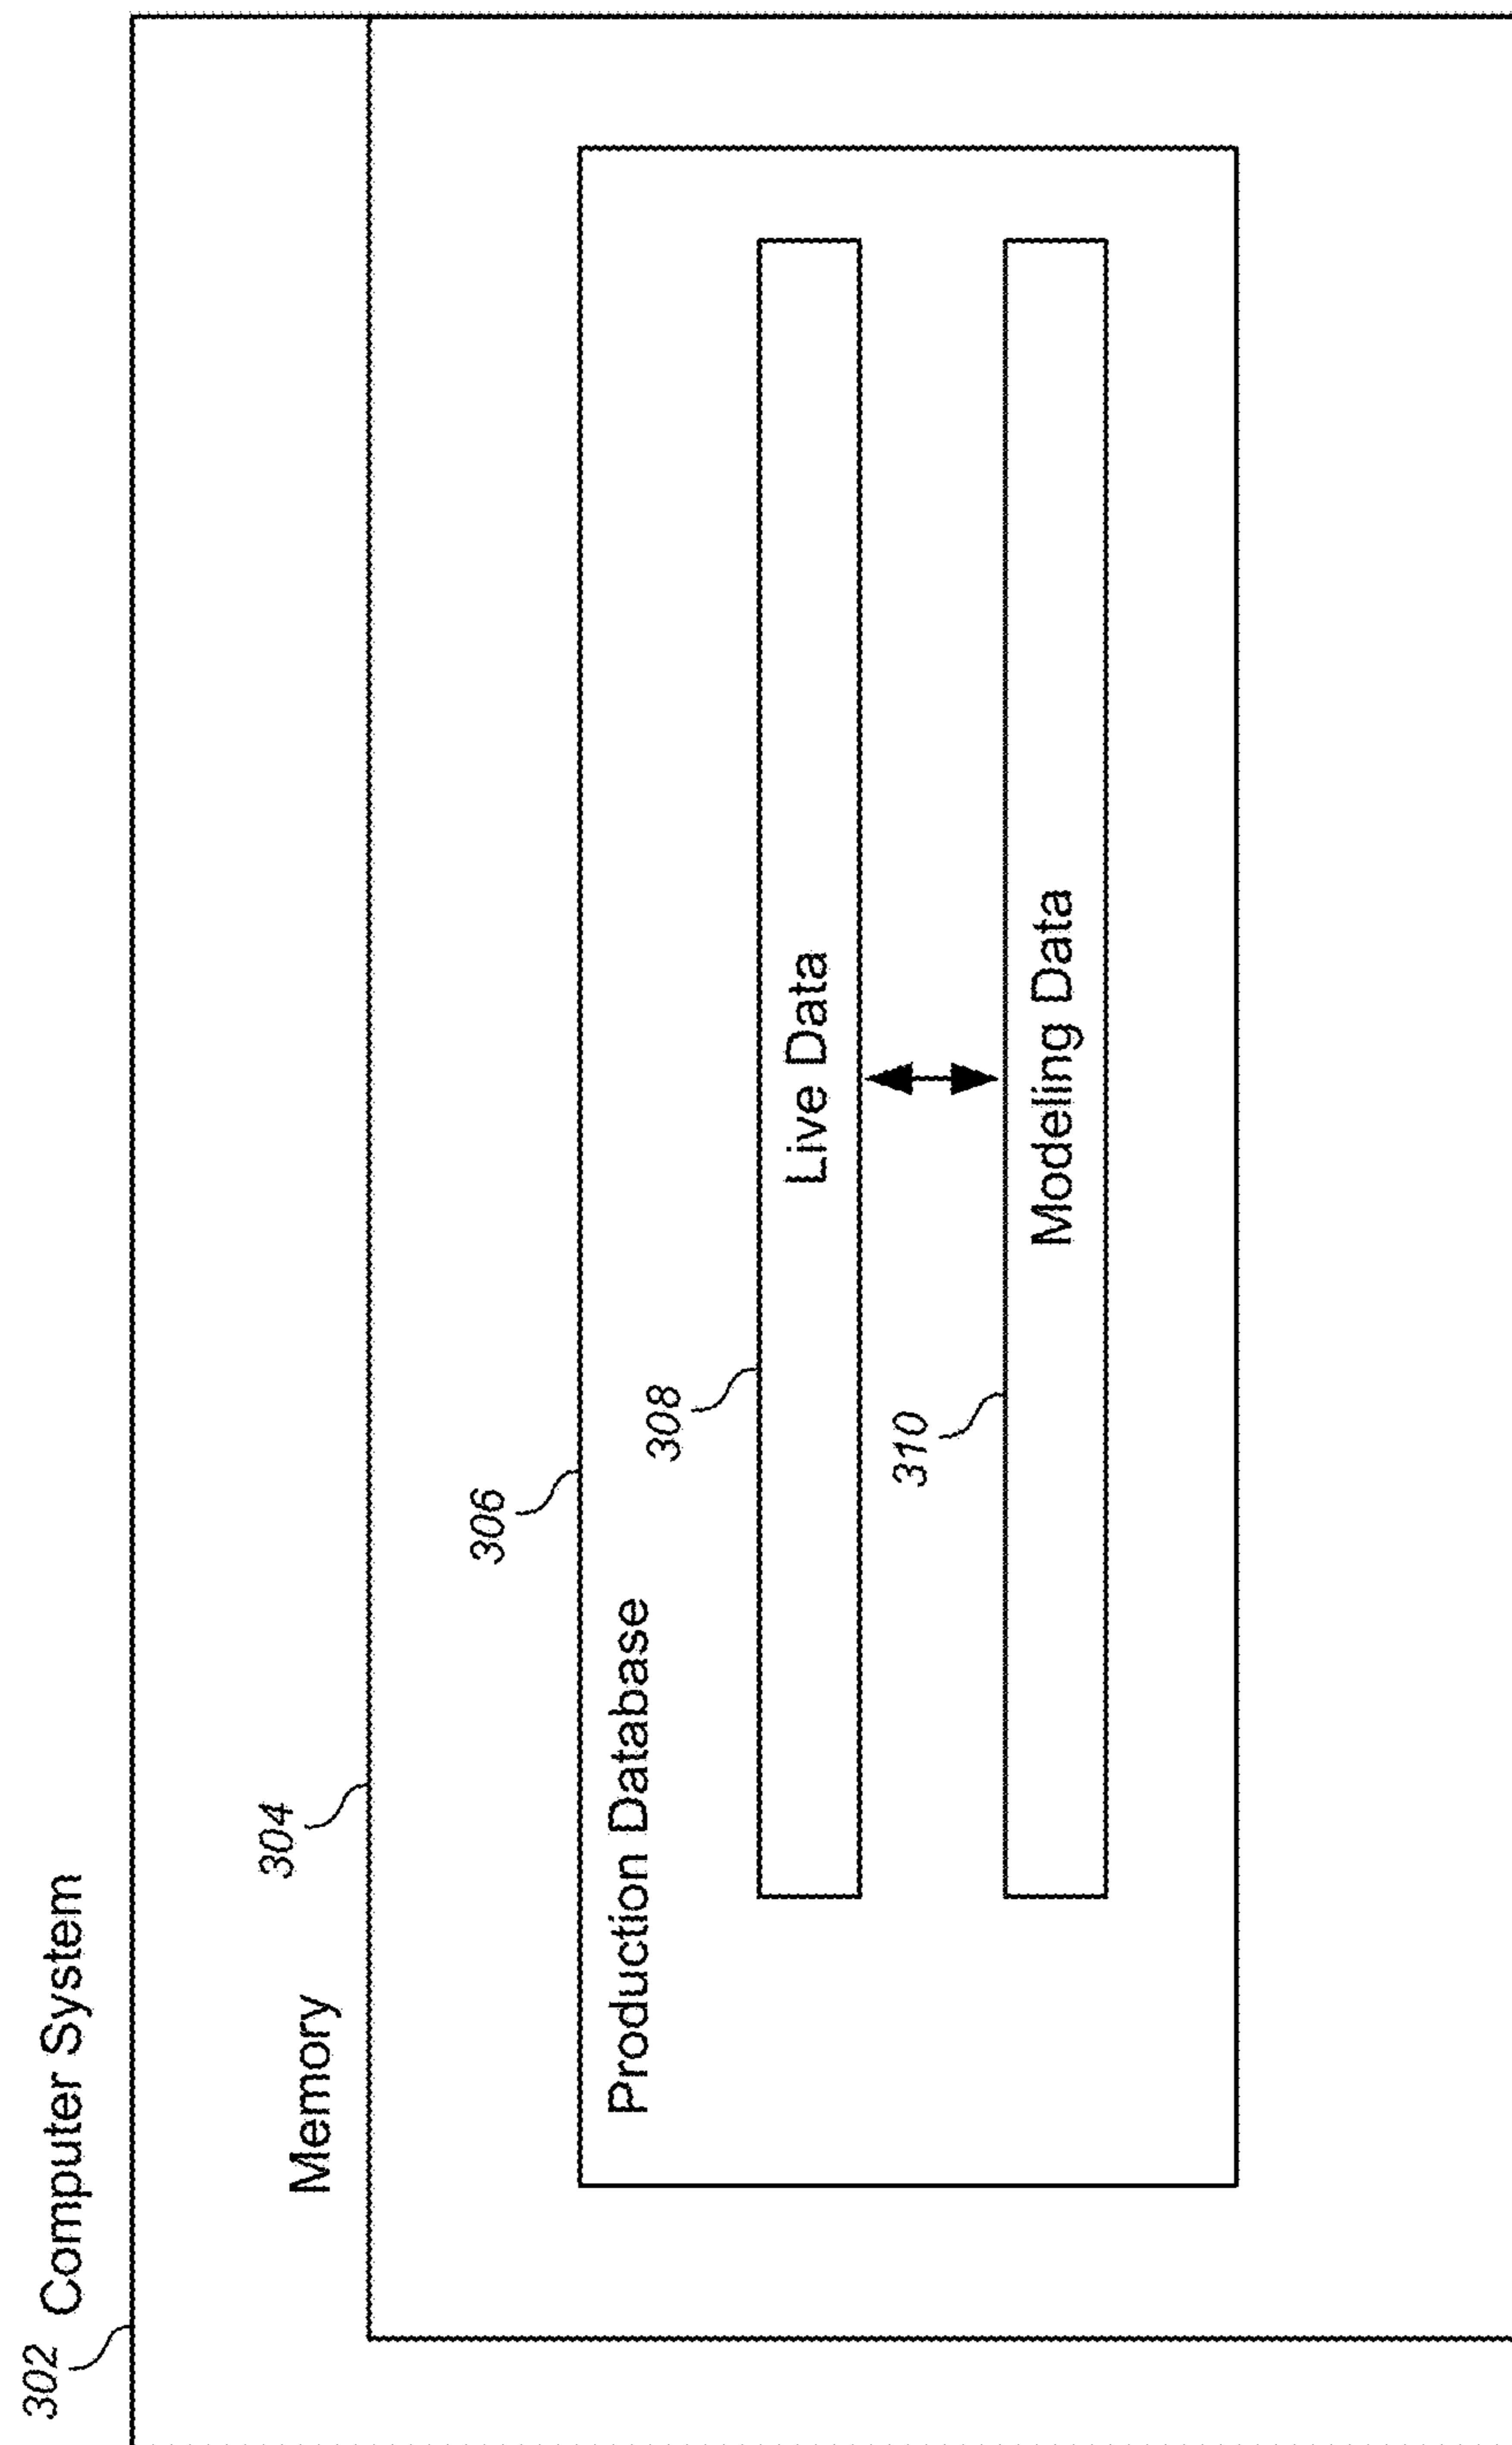 302
Computer System
304
Memory
306
Production Database
308
Live Data
310
Modeling Data